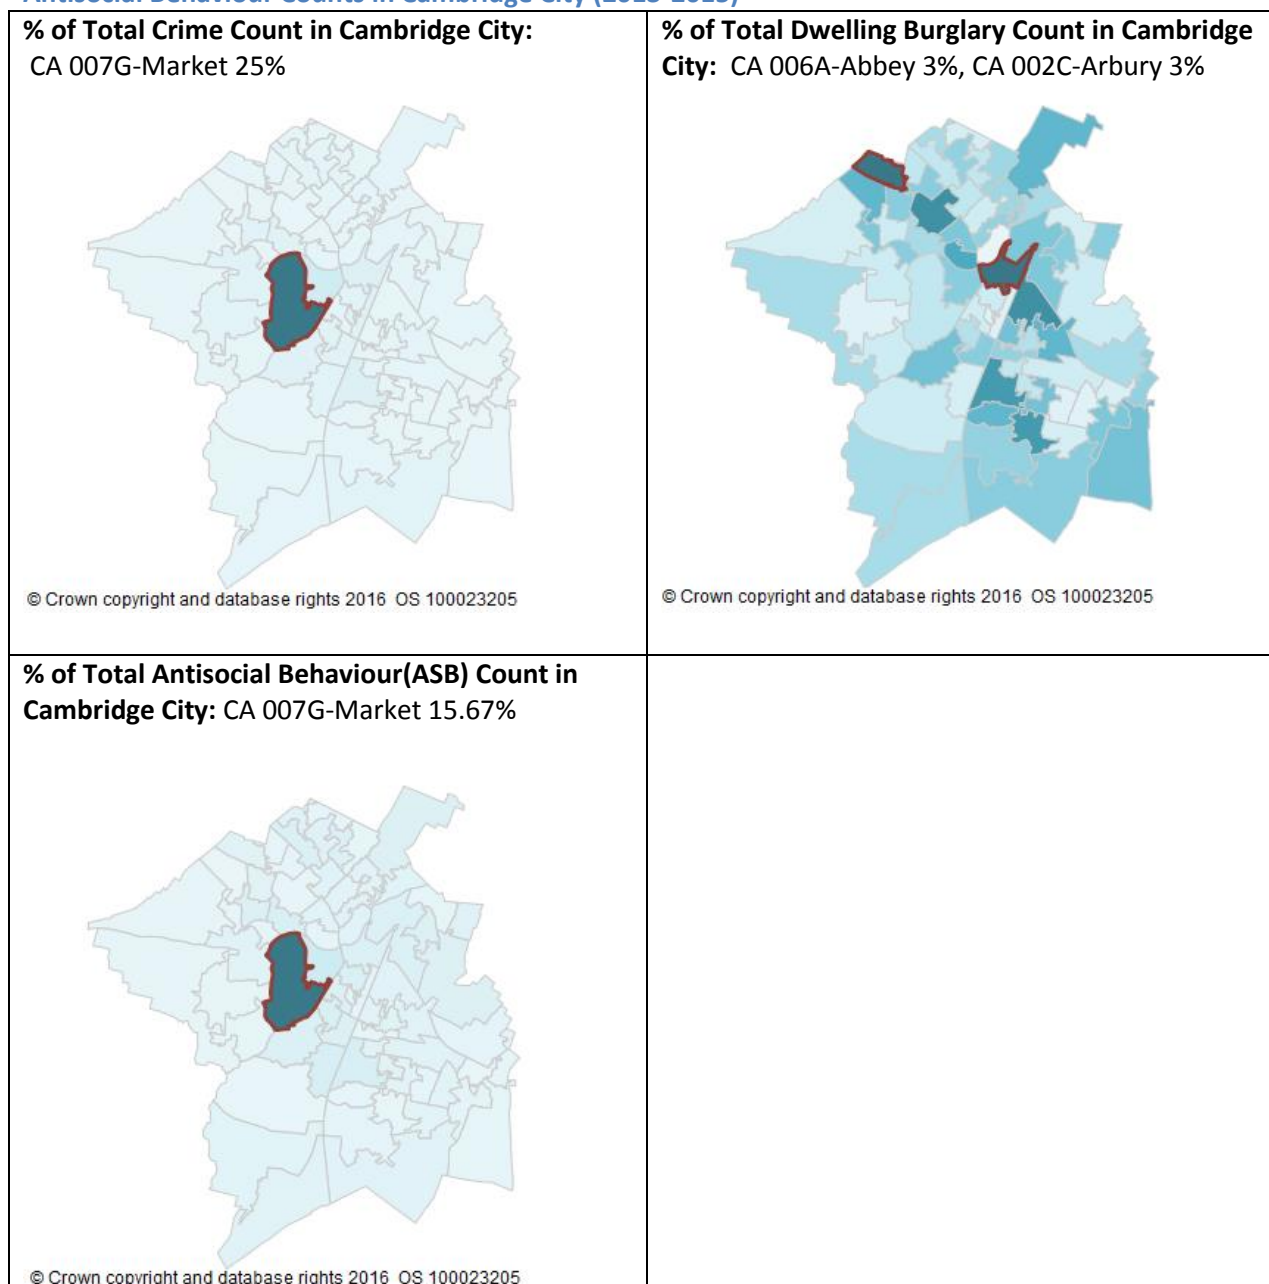 Antisocial Behaviour Counts in Cambridge City
% of Total Crime Count in Cambridge City:
CA 007G-Market 25%
© Crown copyright and database rights 2016 OS 100023205
% of Total Dwelling Burglary Count in Cambridge
City: CA 006A-Abbey 3%, CA 002C-Arbury 3%
© Crown copyright and database rights 2016 OS 100023205
% of Total Antisocial Behaviour(ASB) Count in
Cambridge City: CA 007G-Market 15.67%
© Crown copyright and database rights 2016 OS 100023205